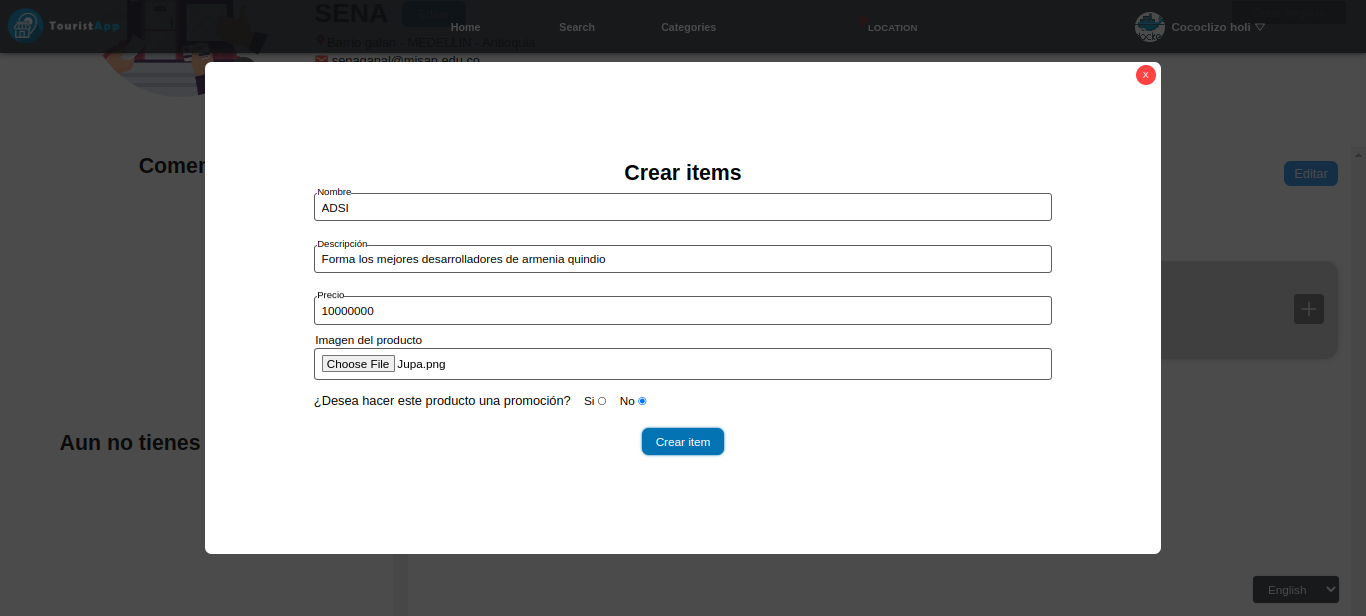 TouristApp
SENA
Home
Search
Categories
LOCATION
Cococlizo holi
Barrio galan - MEDELLIN - Antioquia
senaganal@misan.edu.co
X
Comer
Editar
Crear items
Nombre
ADSI
Descripción
Forma los mejores desarrolladores de armenia quindio
Precio
10000000
Imagen del producto
Choose File Jupa.png
¿Desea hacer este producto una promoción? Si No
Crear item
Aun no tienes
English